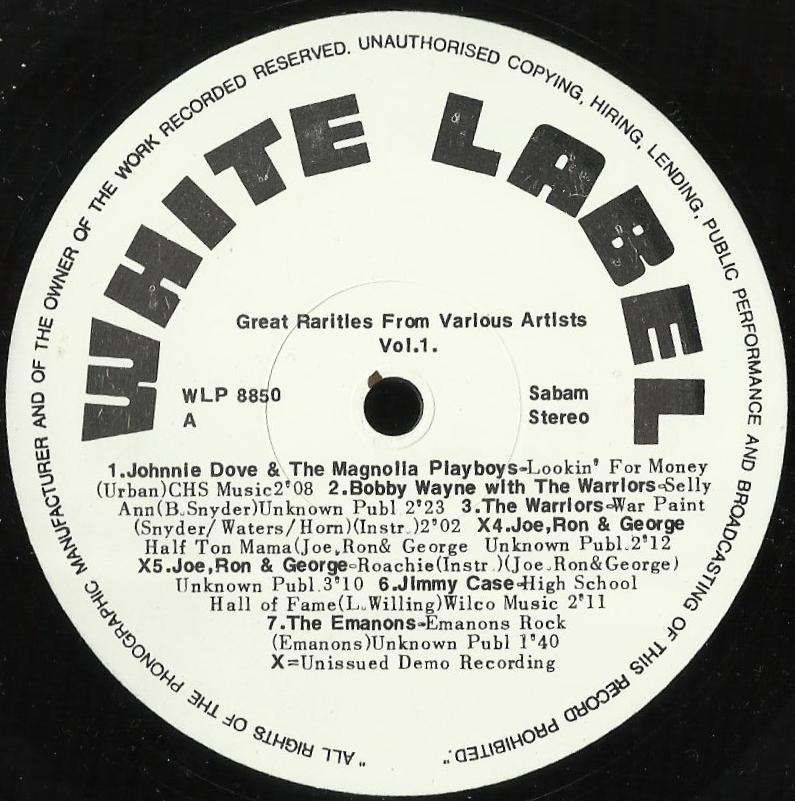 "ALL RIGHTS OF THE PHONOGRAPHIC MANUFACTURER AND OF THE OWNER OF THE WORK RECORDED RESERVED. UNAUTHORISED COPYING, HIRING, LENDING, PUBLIC PERFORMANCE AND BROADCASTING OF THIS RECORD PROHIBITED."
WHITE LABEL
Great Rarities From Various Artists
Vol.1.
WLP 8850 Sabam
A Stereo
1.Johnnie Dove & The Magnolia Playboys-Lookin' For Money
(Urban)CHS Music2'08 2.Bobby Wayne with The Warriors-Selly
Ann(B.Snyder)Unknown Publ 2'23 3.The Warriors-War Paint
(Snyder/Waters/Horn)(Instr.)2'02 X4.Joe,Ron & George
Half Ton Mama(Joe,Ron& George Unknown Publ.2'12
X5.Joe,Ron & George-Roachie(Instr.)(Joe.Ron&George)
Unknown Publ.3'10 6.Jimmy Case-High School
Hall of Fame(L.Willing)Wilco Music 2'11
7.The Emanons-Emanons Rock
(Emanons)Unknown Publ 1'40
X=Unissued Demo Recording